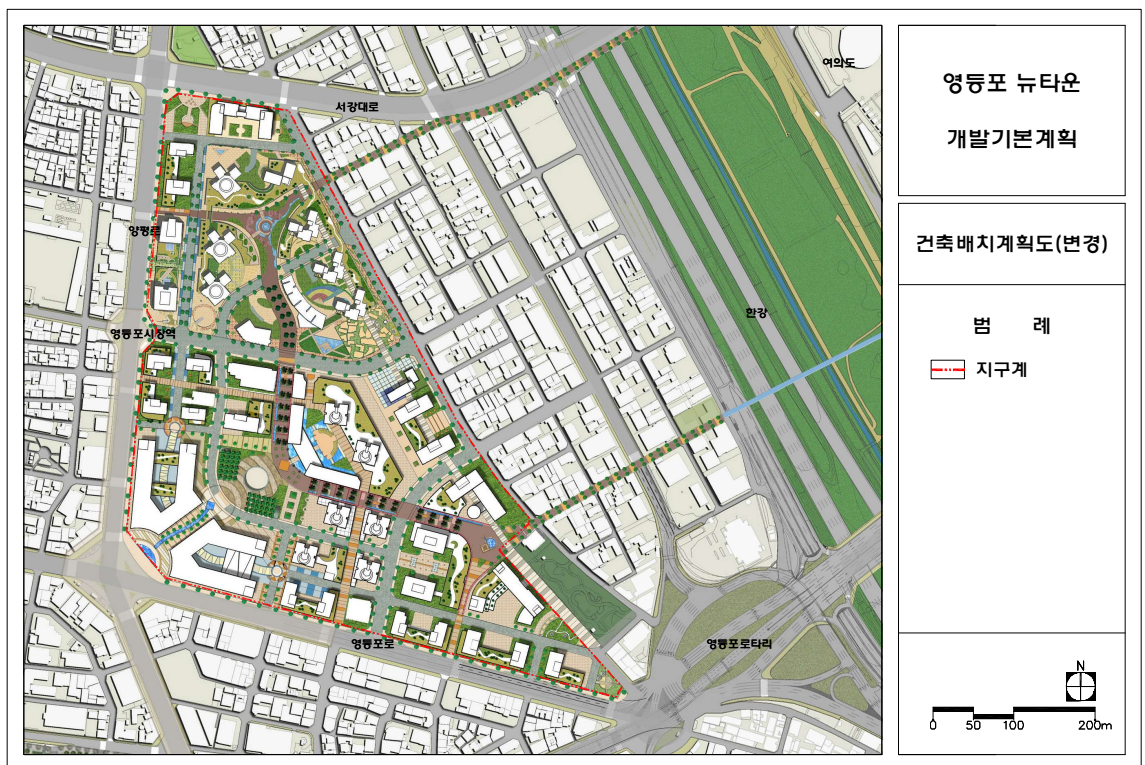 영등포 뉴타운
개발기본계획
건축배치계획도(변경)
범 례
지구계
N
0 50 100 200m
여의도
서강대로
양평로
한강
영등포시장역
영등포로
영등포로타리